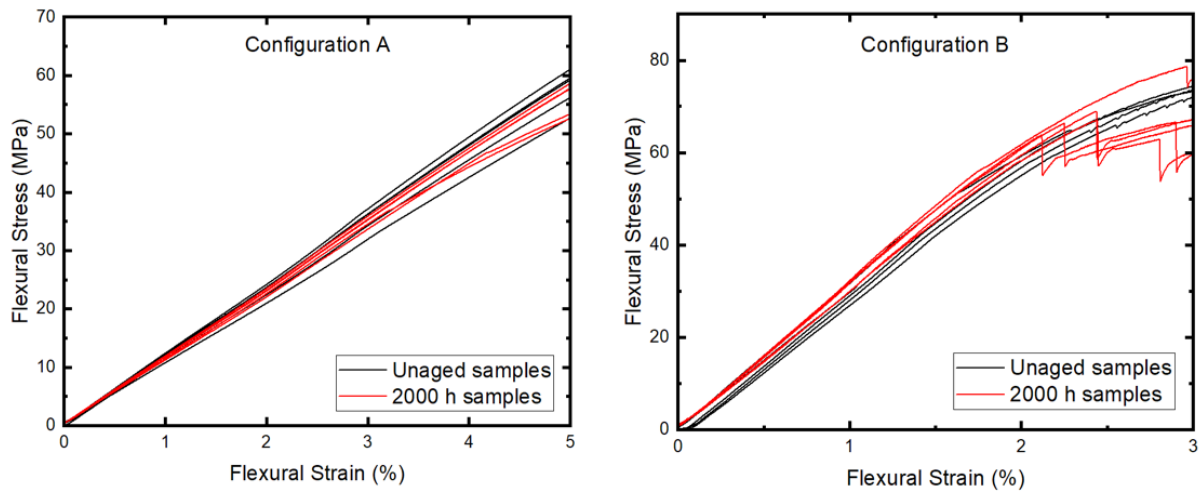 Configuration A
70
60
50
40
30
20
10
0
Flexural Stress (MPa)
0 1 2 3 4 5
Flexural Strain (%)
Unaged samples
2000 h samples
Configuration B
80
60
40
20
0
Flexural Stress (MPa)
0 1 2 3
Flexural Strain (%)
Unaged samples
2000 h samples